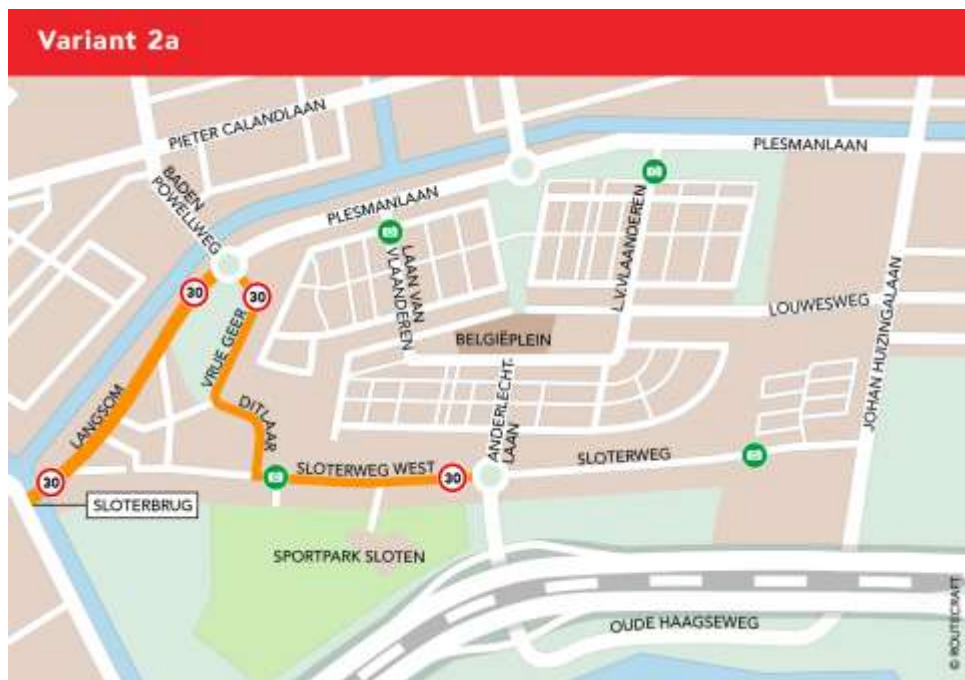 Variant 2a
PIETER CALANDLAAN
BADEN
POWELLWEG
PLESMANLAAN
PLESMANLAAN
LAAN VAN
VLAANDEREN
L.V.VLAANDEREN
30
30
VRIJE GEER
LOUWESWEG
BELGIËPLEIN
JOHAN HUIZINGALAAN
LANGSOM
DITLAAR
ANDERLECHT-
LAAN
SLOTERWEG
SLOTERWEG WEST
30
30
SLOTERBRUG
SPORTPARK SLOTEN
OUDE HAAGSEWEG
© ROUTECRAFT